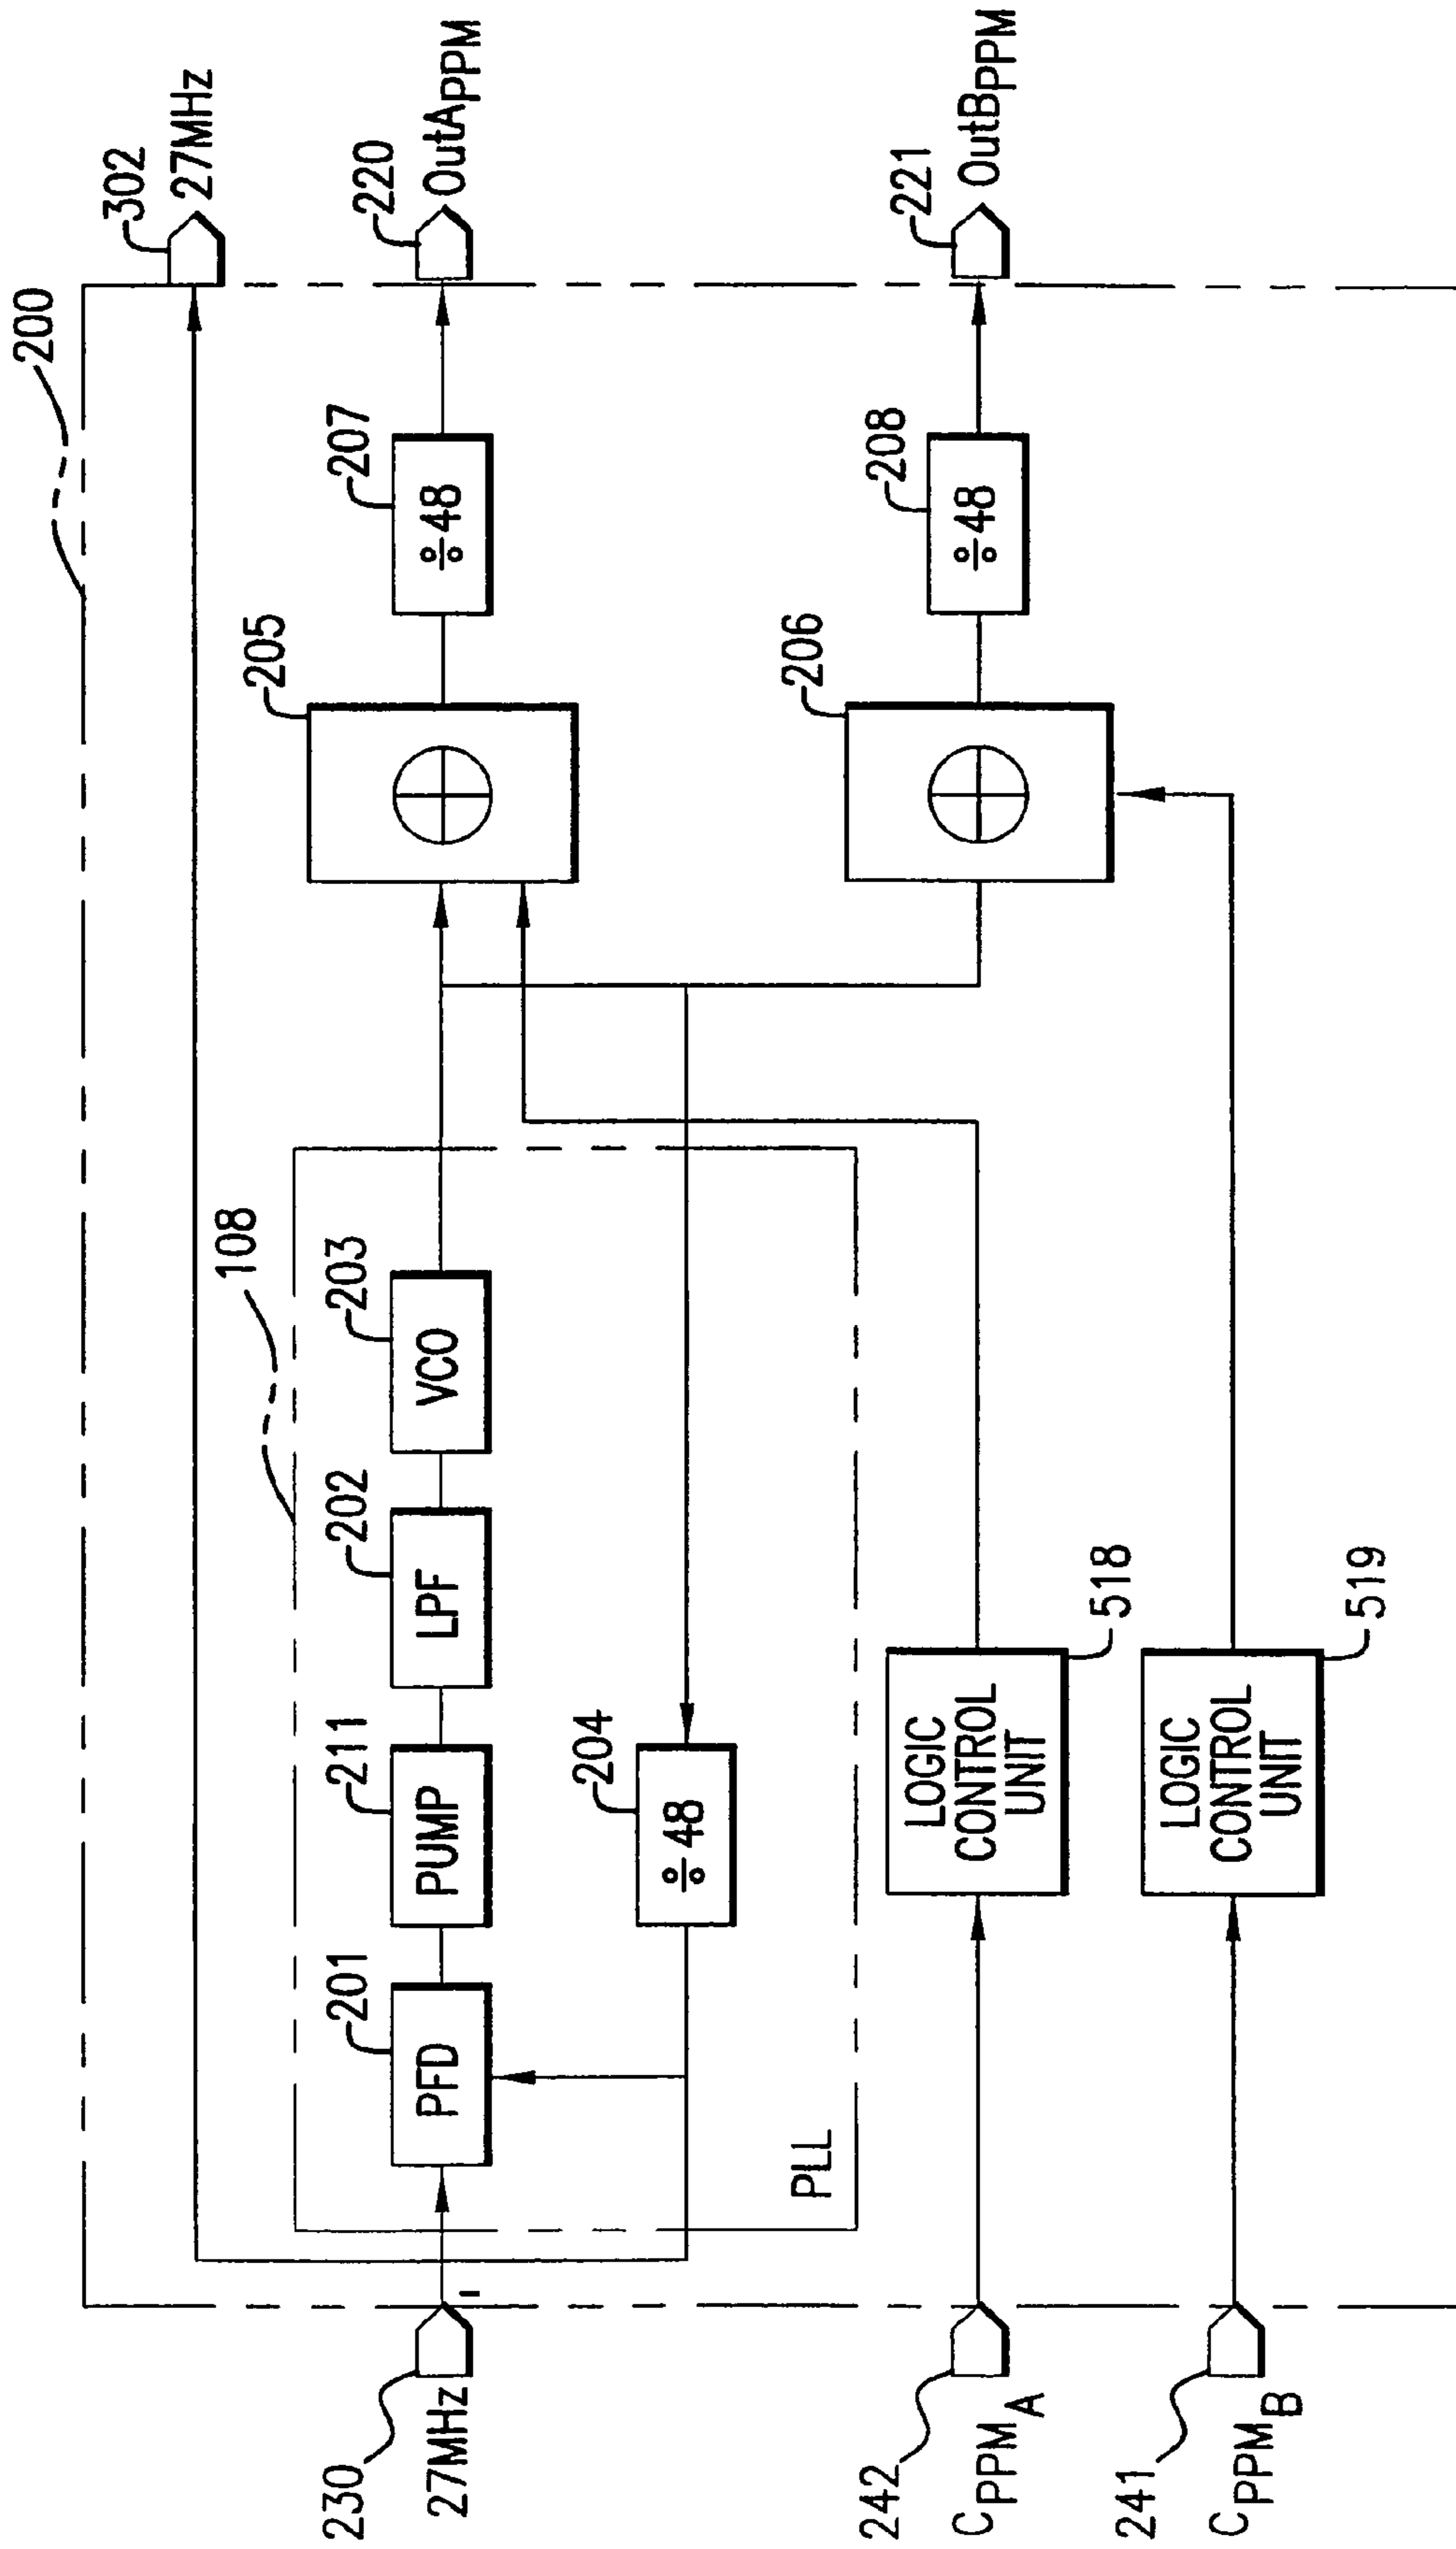 200
302
27MHz
108
205
207
220
OutAPPM
230
27MHz
201
PFD
211
PUMP
202
LPF
203
VCO
÷48
204
÷48
PLL
206
208
÷48
221
OutBPPM
242
CPPMA
LOGIC
CONTROL
UNIT
518
241
CPPMB
LOGIC
CONTROL
UNIT
519